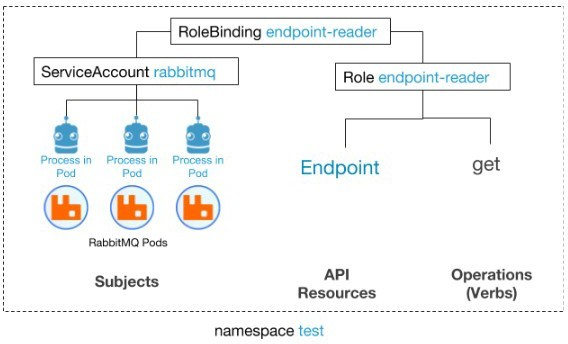 RoleBinding endpoint-reader
ServiceAccount rabbitmq
Role endpoint-reader
Process in
Pod
Process in
Pod
Process in
Pod
Endpoint
get
RabbitMQ Pods
Subjects
API
Resources
Operations
(Verbs)
namespace test